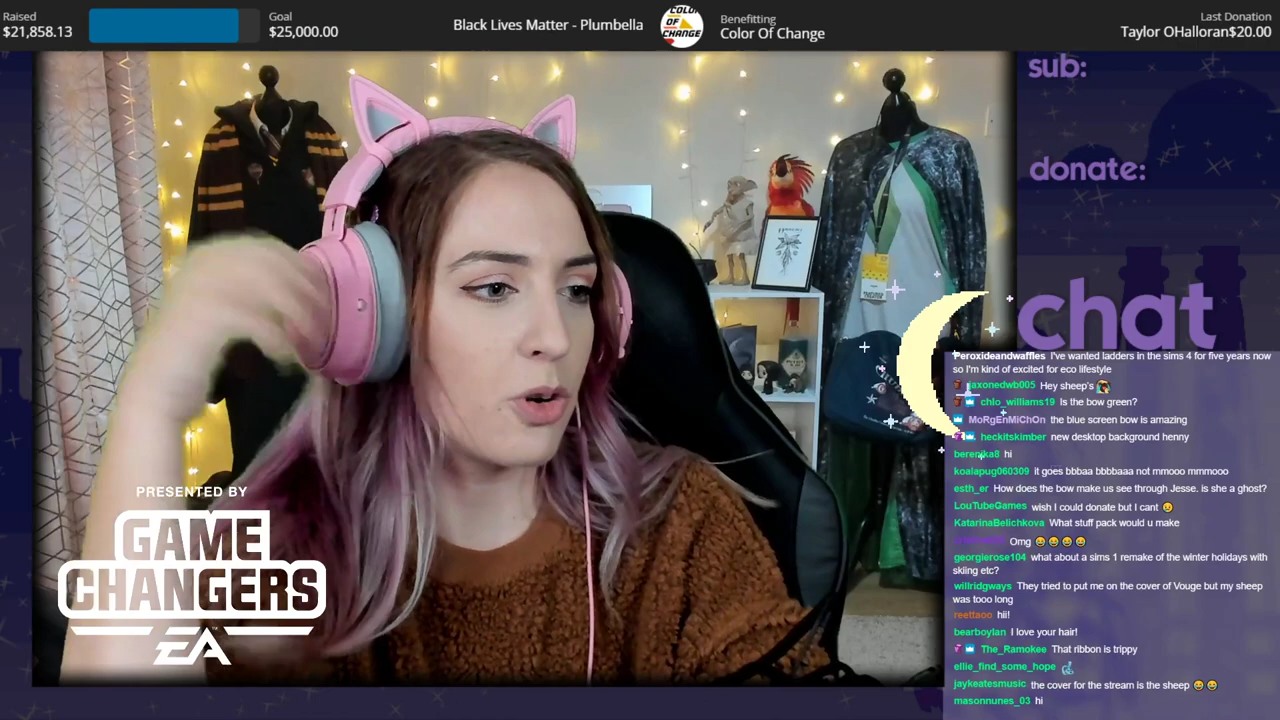 Raised
$21,858.13
Goal
$25,000.00
Black Lives Matter - Plumbella
COLOR
OF
CHANGE
Benefitting
Color Of Change
Last Donation
Taylor OHalloran$20.00
sub:
donate:
chat
Peroxideandwaffles I've wanted ladders in the sims 4 for five years now
so I'm kind of excited for eco lifestyle
jaxonedwb005 Hey sheep's
chlo_williams19 Is the bow green?
MoRgEnMiChOn the blue screen bow is amazing
heckitskimber new desktop background henny
berenika8 hi
koalapug060309 it goes bbbaa bbbbaaa not mmooo mmmooo
esth_er How does the bow make us see through Jesse. is she a ghost?
LouTubeGames wish I could donate but I cant
KatarinaBelichkova What stuff pack would u make
Omg
georgierose104 what about a sims 1 remake of the winter holidays with
skiing etc?
willridgways They tried to put me on the cover of Vouge but my sheep
was tooo long
reettaoo hii!
bearboyian I love your hair!
The_Ramokee That ribbon is trippy
ellie_find_some_hope
jaykeatesmusic the cover for the stream is the sheep
masonnunes_03 hi
PRESENTED BY
GAME
CHANGERS
EA